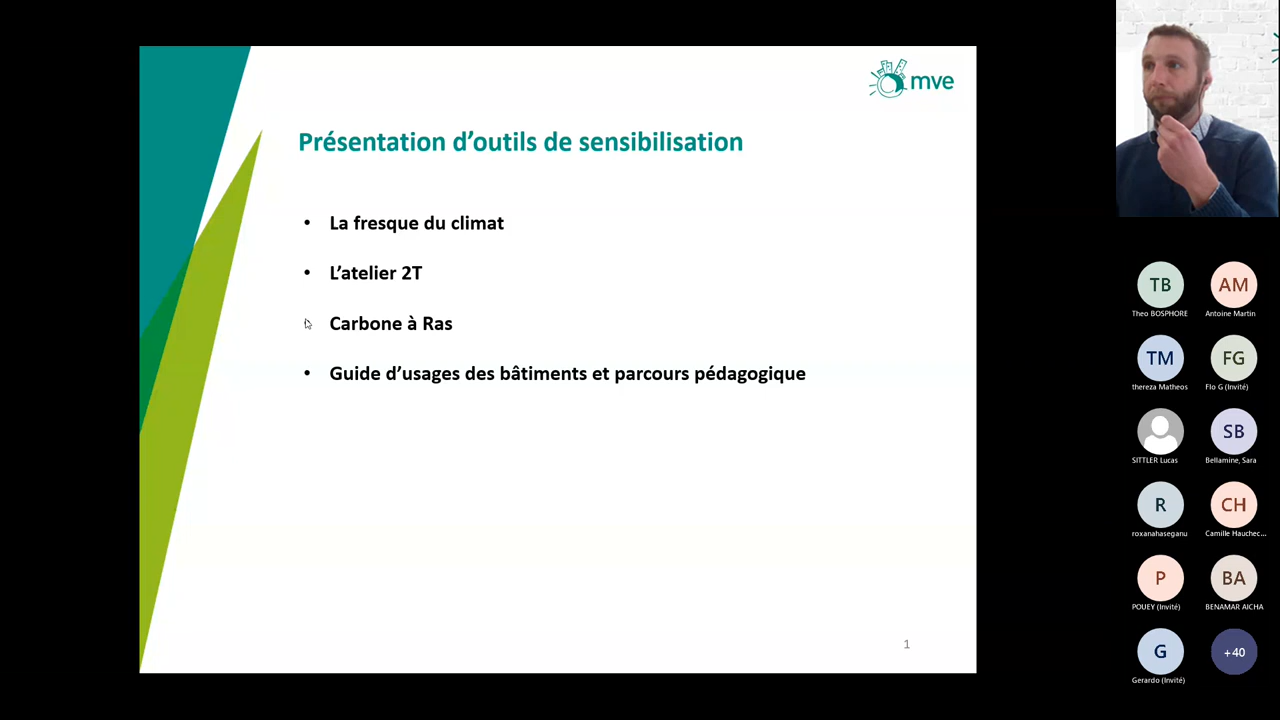 mve
Présentation d’outils de sensibilisation
• La fresque du climat
• L’atelier 2T
Carbone à Ras
• Guide d’usages des bâtiments et parcours pédagogique
1
TB
AM
Theo BOSPHORE
Antoine Martin
TM
FG
thereza Matheos
Flo G (Invité)
SB
SITTLER Lucas
Bellamine, Sara
R
CH
roxanahaseganu
Camille Hauchec...
P
BA
POUEY (Invité)
BENAMAR AICHA
G
+40
Gerardo (Invité)